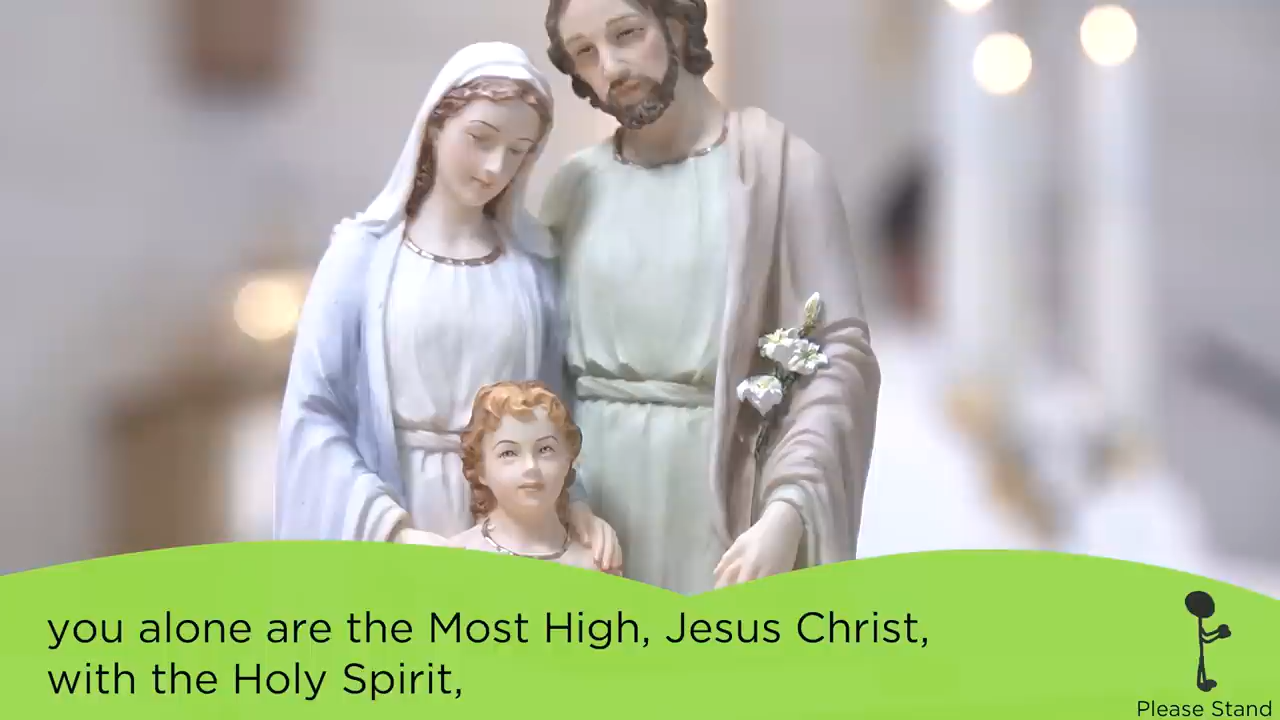 you alone are the Most High, Jesus Christ,
with the Holy Spirit,
Please Stand